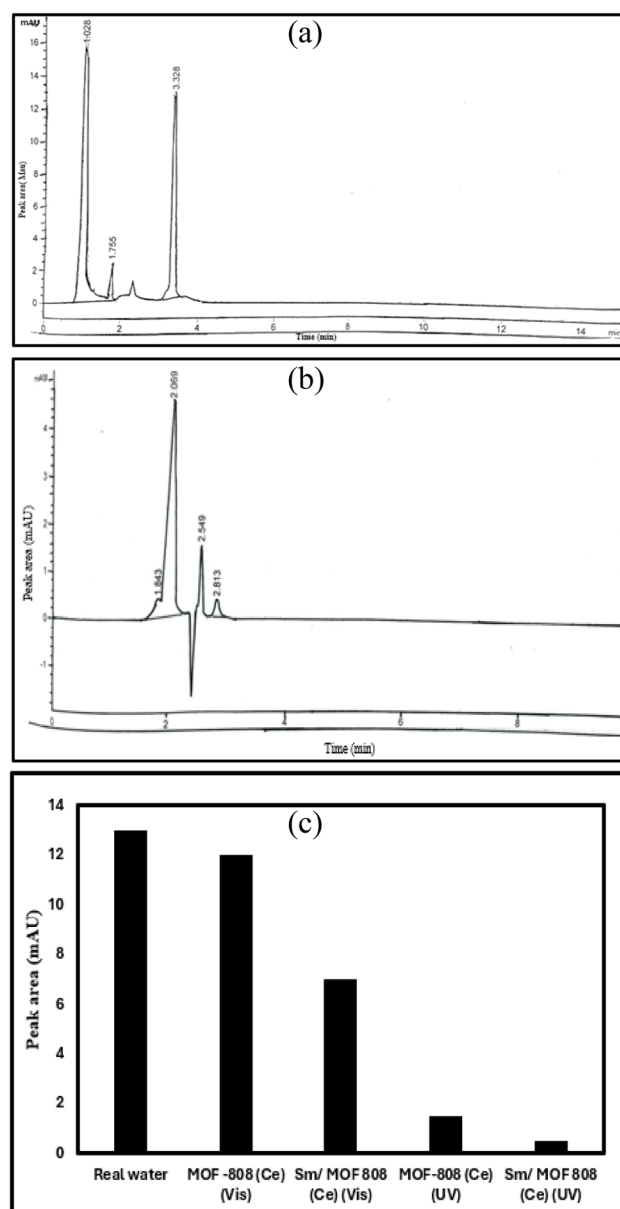 (a)
mAU
1.028
3.328
16
14
12
10
8
6
4
2
0
1.755
Peak area( Mau)
0
2
4
6
8
10
12
14
min
Time (min)
(b)
mAU
2.069
4
3
2
1
0
-1
2.549
1.843
2.813
Peak area (mAU)
0
2
4
6
8
Time (min)
(c)
14
12
10
8
6
4
2
0
Peak area (mAU)
Real water
MOF -808 (Ce)
(Vis)
Sm/ MOF 808
(Ce) (Vis)
MOF-808 (Ce)
(UV)
Sm/ MOF 808
(Ce) (UV)